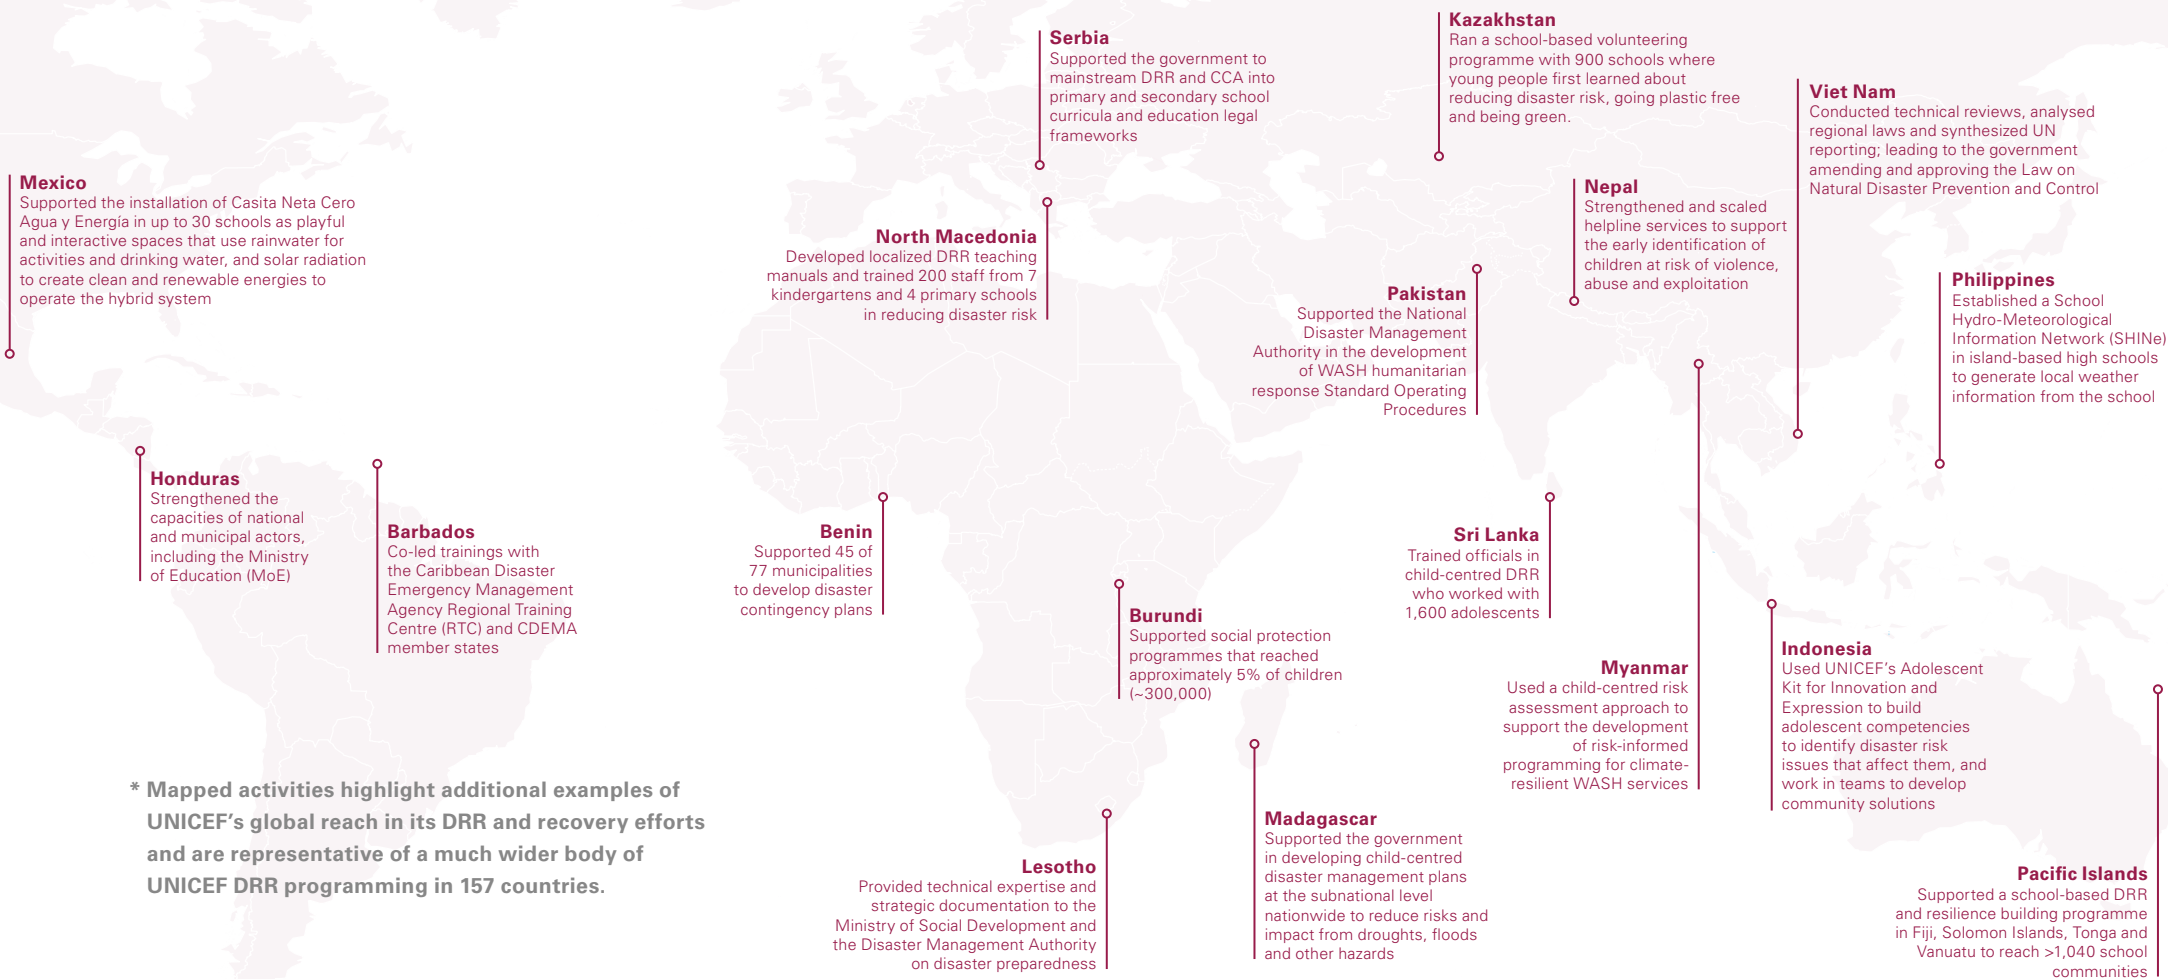 Mexico
Supported the installation of Casita Neta Cero
Agua y Energía in up to 30 schools as playful
and interactive spaces that use rainwater for
activities and drinking water, and solar radiation
to create clean and renewable energies to
operate the hybrid system
Honduras
Strengthened the
capacities of national
and municipal actors,
including the Ministry
of Education (MoE)
Barbados
Co-led trainings with
the Caribbean Disaster
Emergency Management
Agency Regional Training
Centre (RTC) and CDEMA
member states
* Mapped activities highlight additional examples of
UNICEF's global reach in its DRR and recovery efforts
and are representative of a much wider body of
UNICEF DRR programming in 157 countries.
Serbia
Supported the government to
mainstream DRR and CCA into
primary and secondary school
curricula and education legal
frameworks
North Macedonia
Developed localized DRR teaching
manuals and trained 200 staff from 7
kindergartens and 4 primary schools
in reducing disaster risk
Benin
Supported 45 of
77 municipalities
to develop disaster
contingency plans
Burundi
Supported social protection
programmes that reached
approximately 5% of children
(~300,000)
Lesotho
Provided technical expertise and
strategic documentation to the
Ministry of Social Development and
the Disaster Management Authority
on disaster preparedness
Madagascar
Supported the government
in developing child-centred
disaster management plans
at the subnational level
nationwide to reduce risks and
impact from droughts, floods
and other hazards
Kazakhstan
Ran a school-based volunteering
programme with 900 schools where
young people first learned about
reducing disaster risk, going plastic free
and being green.
Pakistan
Supported the National
Disaster Management
Authority in the development
of WASH humanitarian
response Standard Operating
Procedures
Nepal
Strengthened and scaled
helpline services to support
the early identification of
children at risk of violence,
abuse and exploitation
Sri Lanka
Trained officials in
child-centred DRR
who worked with
1,600 adolescents
Myanmar
Used a child-centred risk
assessment approach to
support the development
of risk-informed
programming for climate-
resilient WASH services
Viet Nam
Conducted technical reviews, analysed
regional laws and synthesized UN
reporting; leading to the government
amending and approving the Law on
Natural Disaster Prevention and Control
Philippines
Established a School
Hydro-Meteorological
Information Network (SHINe)
in island-based high schools
to generate local weather
information from the school
Indonesia
Used UNICEF's Adolescent
Kit for Innovation and
Expression to build
adolescent competencies
to identify disaster risk
issues that affect them, and
work in teams to develop
community solutions
Pacific Islands
Supported a school-based DRR
and resilience building programme
in Fiji, Solomon Islands, Tonga and
Vanuatu to reach >1,040 school
communities